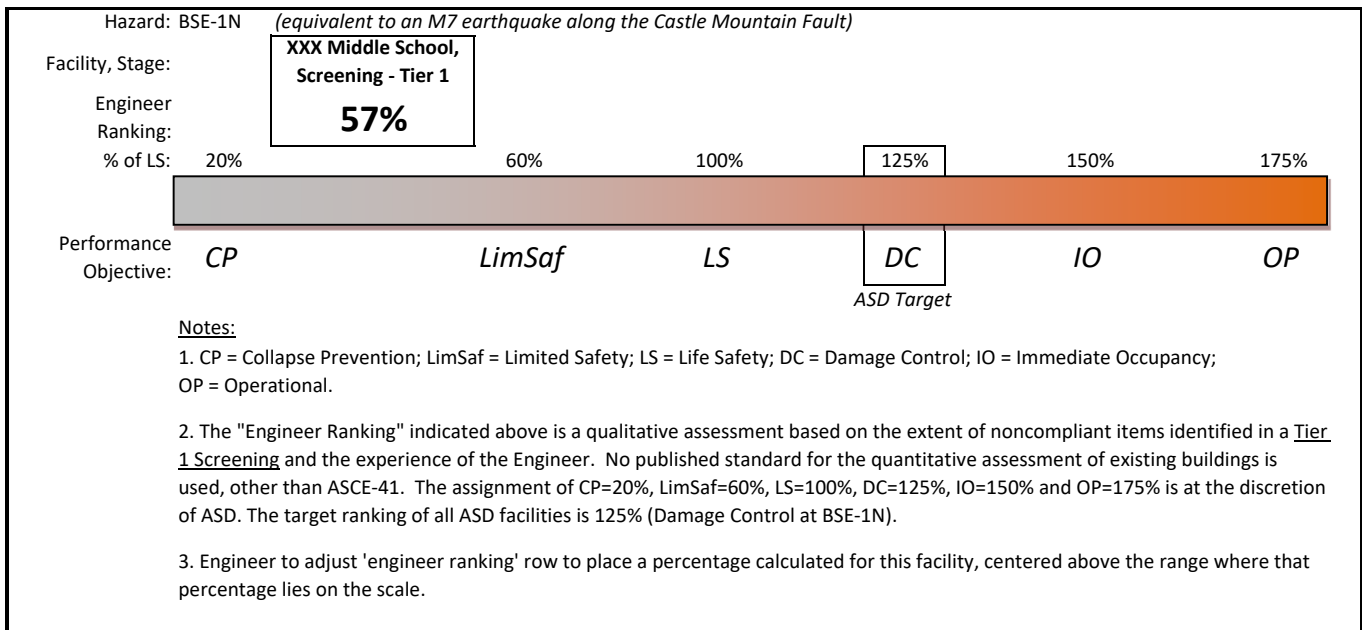 Hazard: BSE-1N (equivalent to an M7 earthquake along the Castle Mountain Fault)
Facility, Stage:
XXX Middle School,
Screening - Tier 1
Engineer
Ranking:
57%
% of LS: 20% 60% 100% 125% 150% 175%
Performance
Objective:
CP LimSaf LS DC IO OP
ASD Target
Notes:
1. CP = Collapse Prevention; LimSaf = Limited Safety; LS = Life Safety; DC = Damage Control; IO = Immediate Occupancy;
OP = Operational.
2. The "Engineer Ranking" indicated above is a qualitative assessment based on the extent of noncompliant items identified in a Tier
1 Screening and the experience of the Engineer. No published standard for the quantitative assessment of existing buildings is
used, other than ASCE-41. The assignment of CP=20%, LimSaf=60%, LS=100%, DC=125%, IO=150% and OP=175% is at the discretion
of ASD. The target ranking of all ASD facilities is 125% (Damage Control at BSE-1N).
3. Engineer to adjust 'engineer ranking' row to place a percentage calculated for this facility, centered above the range where that
percentage lies on the scale.